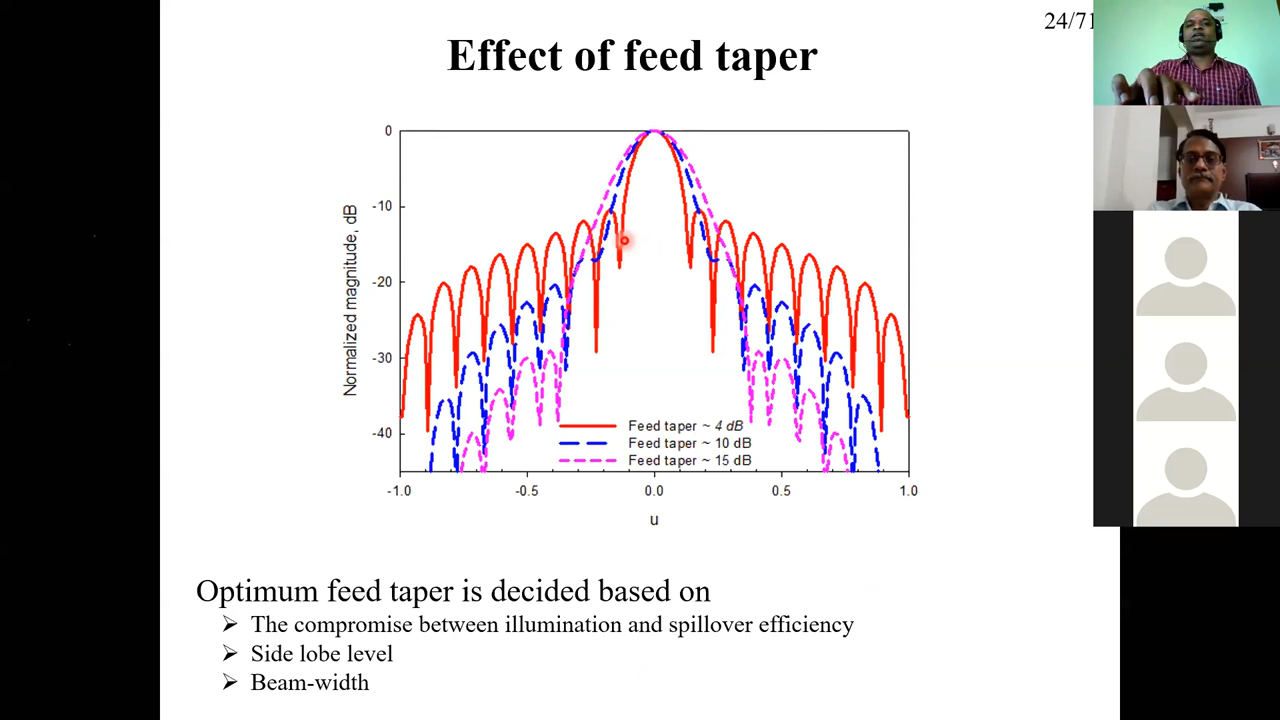 24/71
Effect of feed taper
0
-10
-20
-30
-40
Normalized magnitude, dB
Feed taper ~ 4 dB
Feed taper ~ 10 dB
Feed taper ~ 15 dB
-1.0 -0.5 0.0 0.5 1.0
u
Optimum feed taper is decided based on
➢ The compromise between illumination and spillover efficiency
➢ Side lobe level
➢ Beam-width